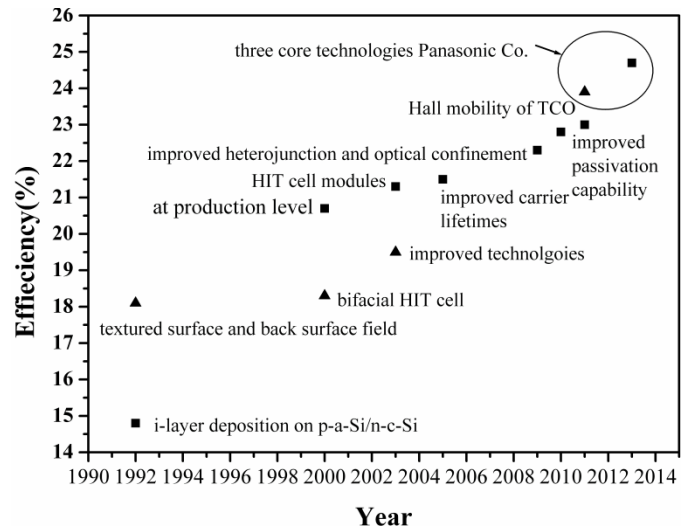 26
25
24
23
22
21
20
19
18
17
16
15
14
Effieciency(%)
three core technologies Panasonic Co.
Hall mobility of TCO
improved heterojunction and optical confinement
improved
passivation
capability
HIT cell modules
improved carrier
lifetimes
at production level
improved technolgoies
bifacial HIT cell
textured surface and back surface field
i-layer deposition on p-a-Si/n-c-Si
1990 1992 1994 1996 1998 2000 2002 2005 2006 2008 2010 2012 2014
Year